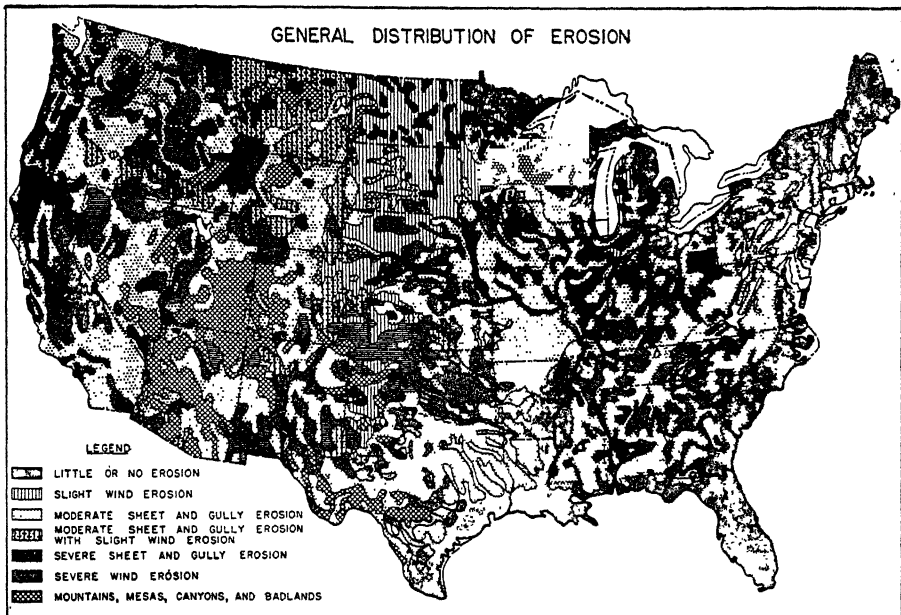 GENERAL DISTRIBUTION OF EROSION
LEGEND
LITTLE OR NO EROSION
SLIGHT WIND EROSION
MODERATE SHEET AND GULLY EROSION
MODERATE SHEET AND GULLY EROSION
WITH SLIGHT WIND EROSION
SEVERE SHEET AND GULLY EROSION
SEVERE WIND EROSION
MOUNTAINS, MESAS, CANYONS, AND BADLANDS